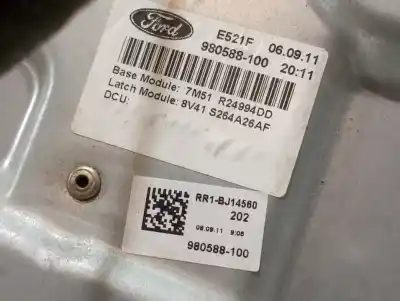 Ford
E521F 06.09.11
980588-100 20:11
Base Module: 7M51 R24994DD
Latch Module: 8V41 S264A26AF
DCU:
RR1-BJ14560
202
06.09.11 9:05
980588-100